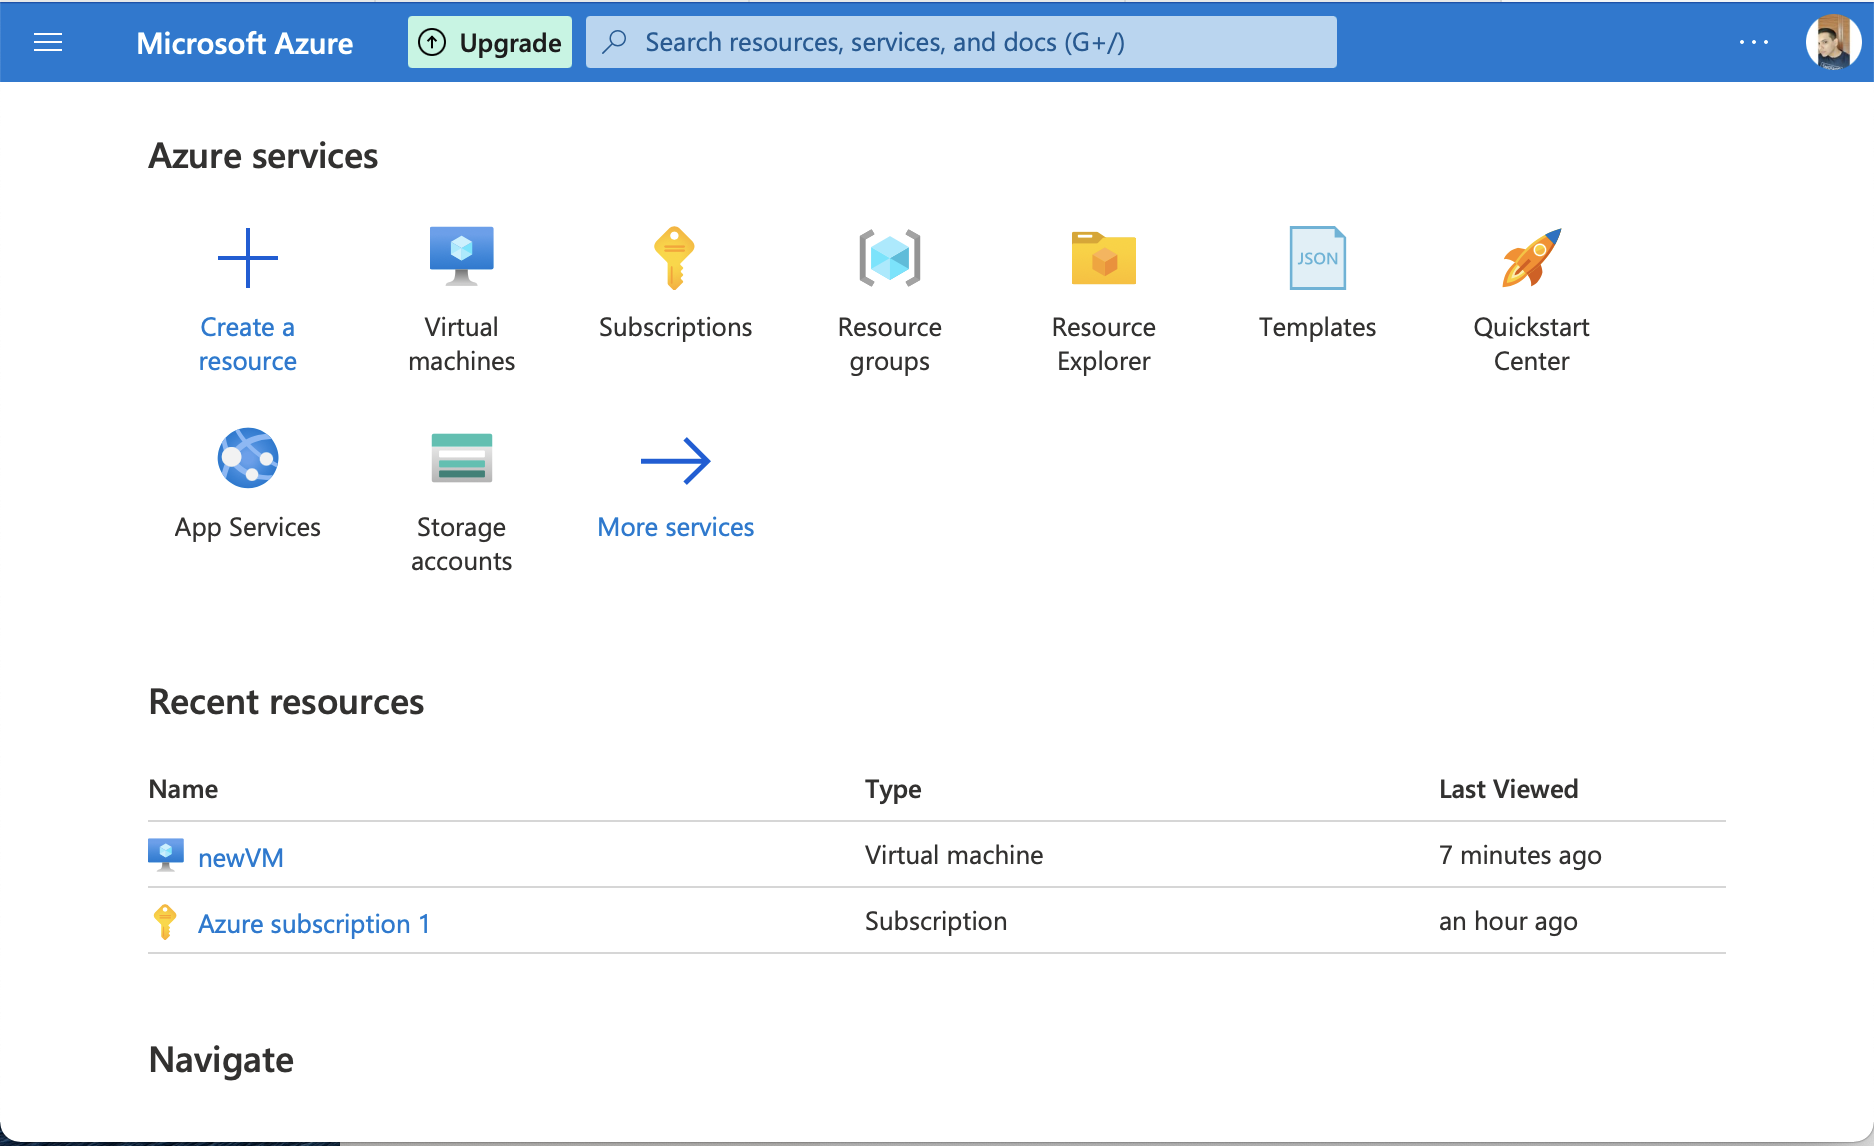 Microsoft Azure
Upgrade
Search resources, services, and docs (G+/)
Azure services
Create a
resource
Virtual
machines
Subscriptions
Resource
groups
Resource
Explorer
JSON
Templates
Quickstart
Center
App Services
Storage
accounts
More services
Recent resources
Name Type Last Viewed
newVM Virtual machine 7 minutes ago
Azure subscription 1 Subscription an hour ago
Navigate